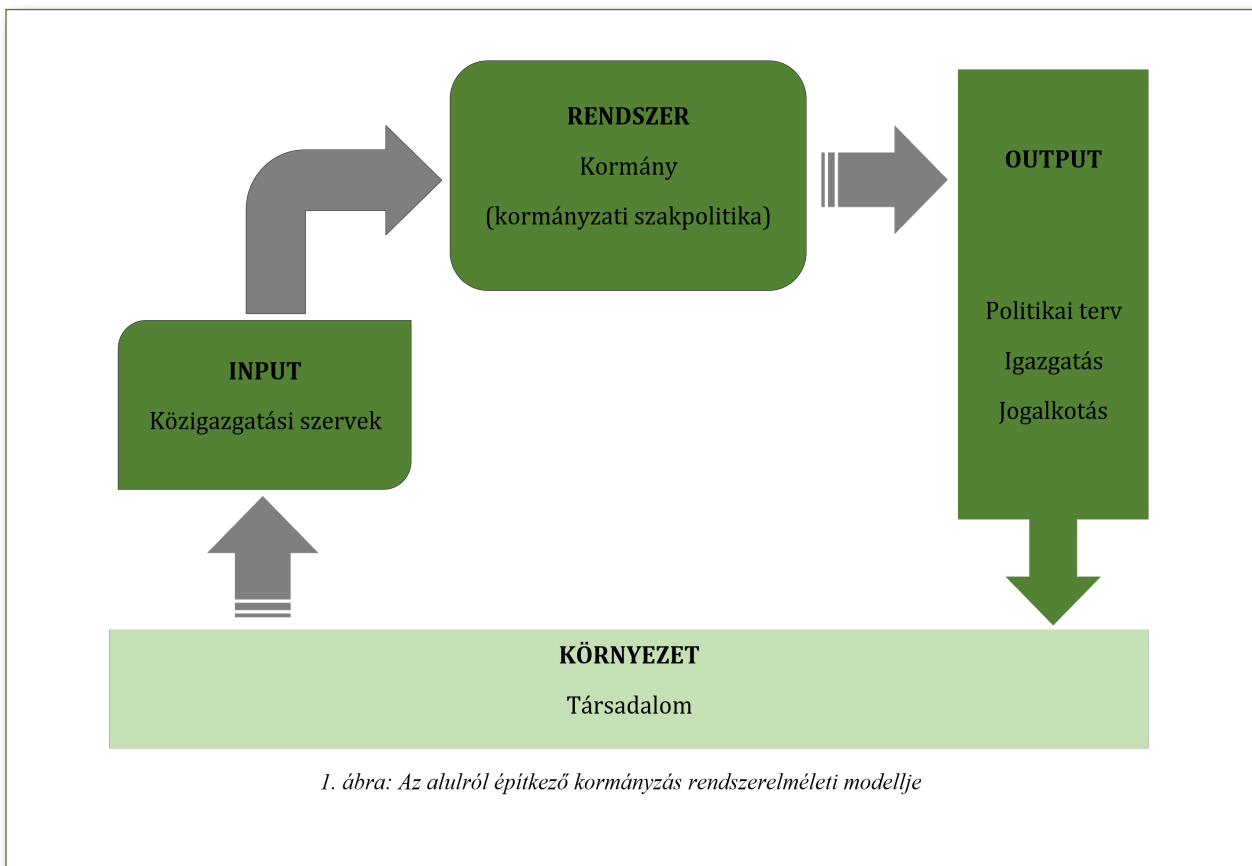 RENDSZER
Kormány
(kormányzati szakpolitika)
OUTPUT
Politikai terv
Igazgatás
Jogalkotás
INPUT
Közigazgatási szervek
KÖRNYEZET
Társadalom
1. ábra: Az alulról építkező kormányzás rendszerelméleti modellje